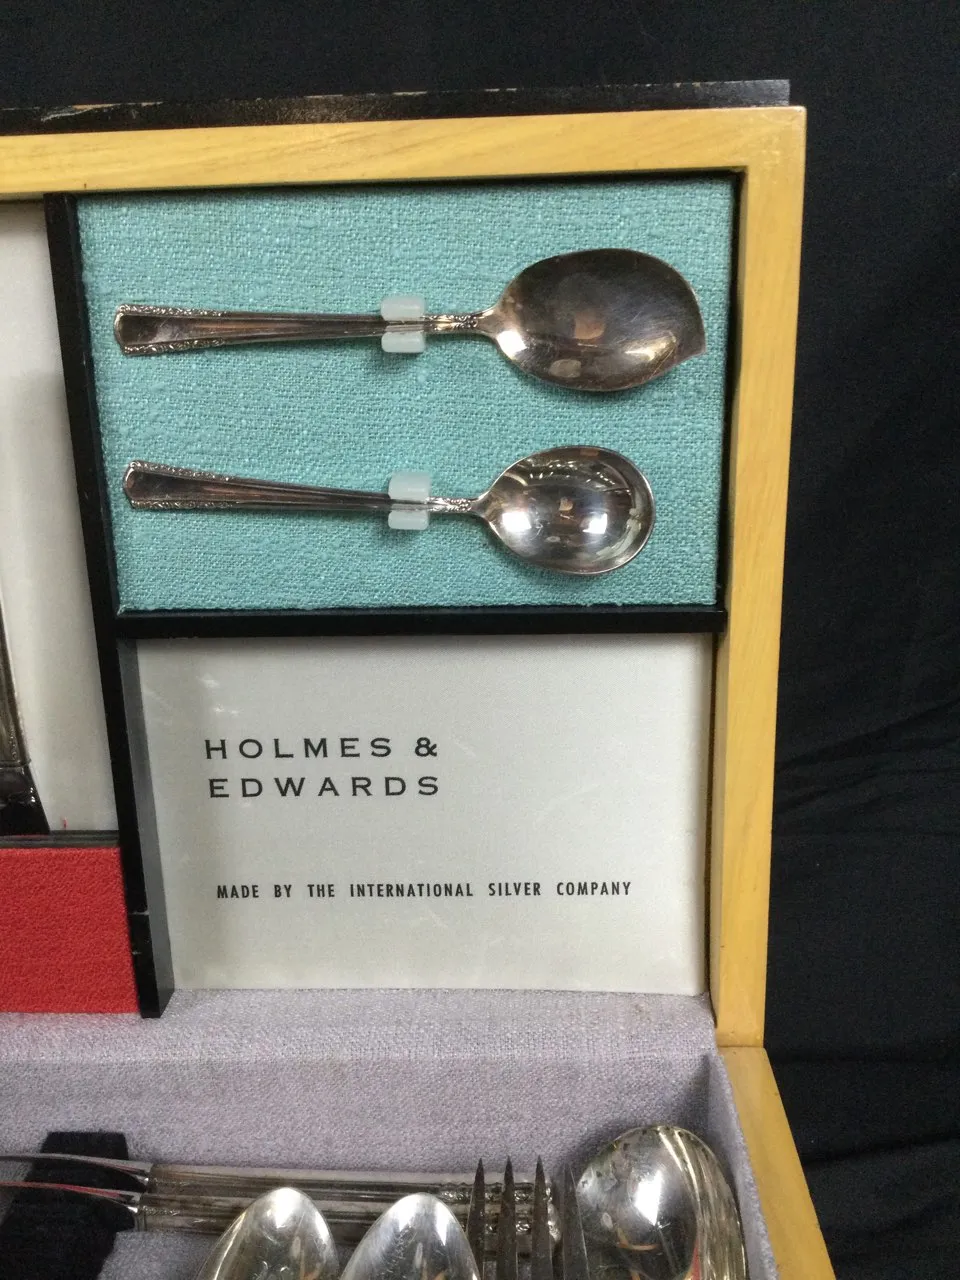 HOLMES &
EDWARDS
MADE BY THE INTERNATIONAL SILVER COMPANY